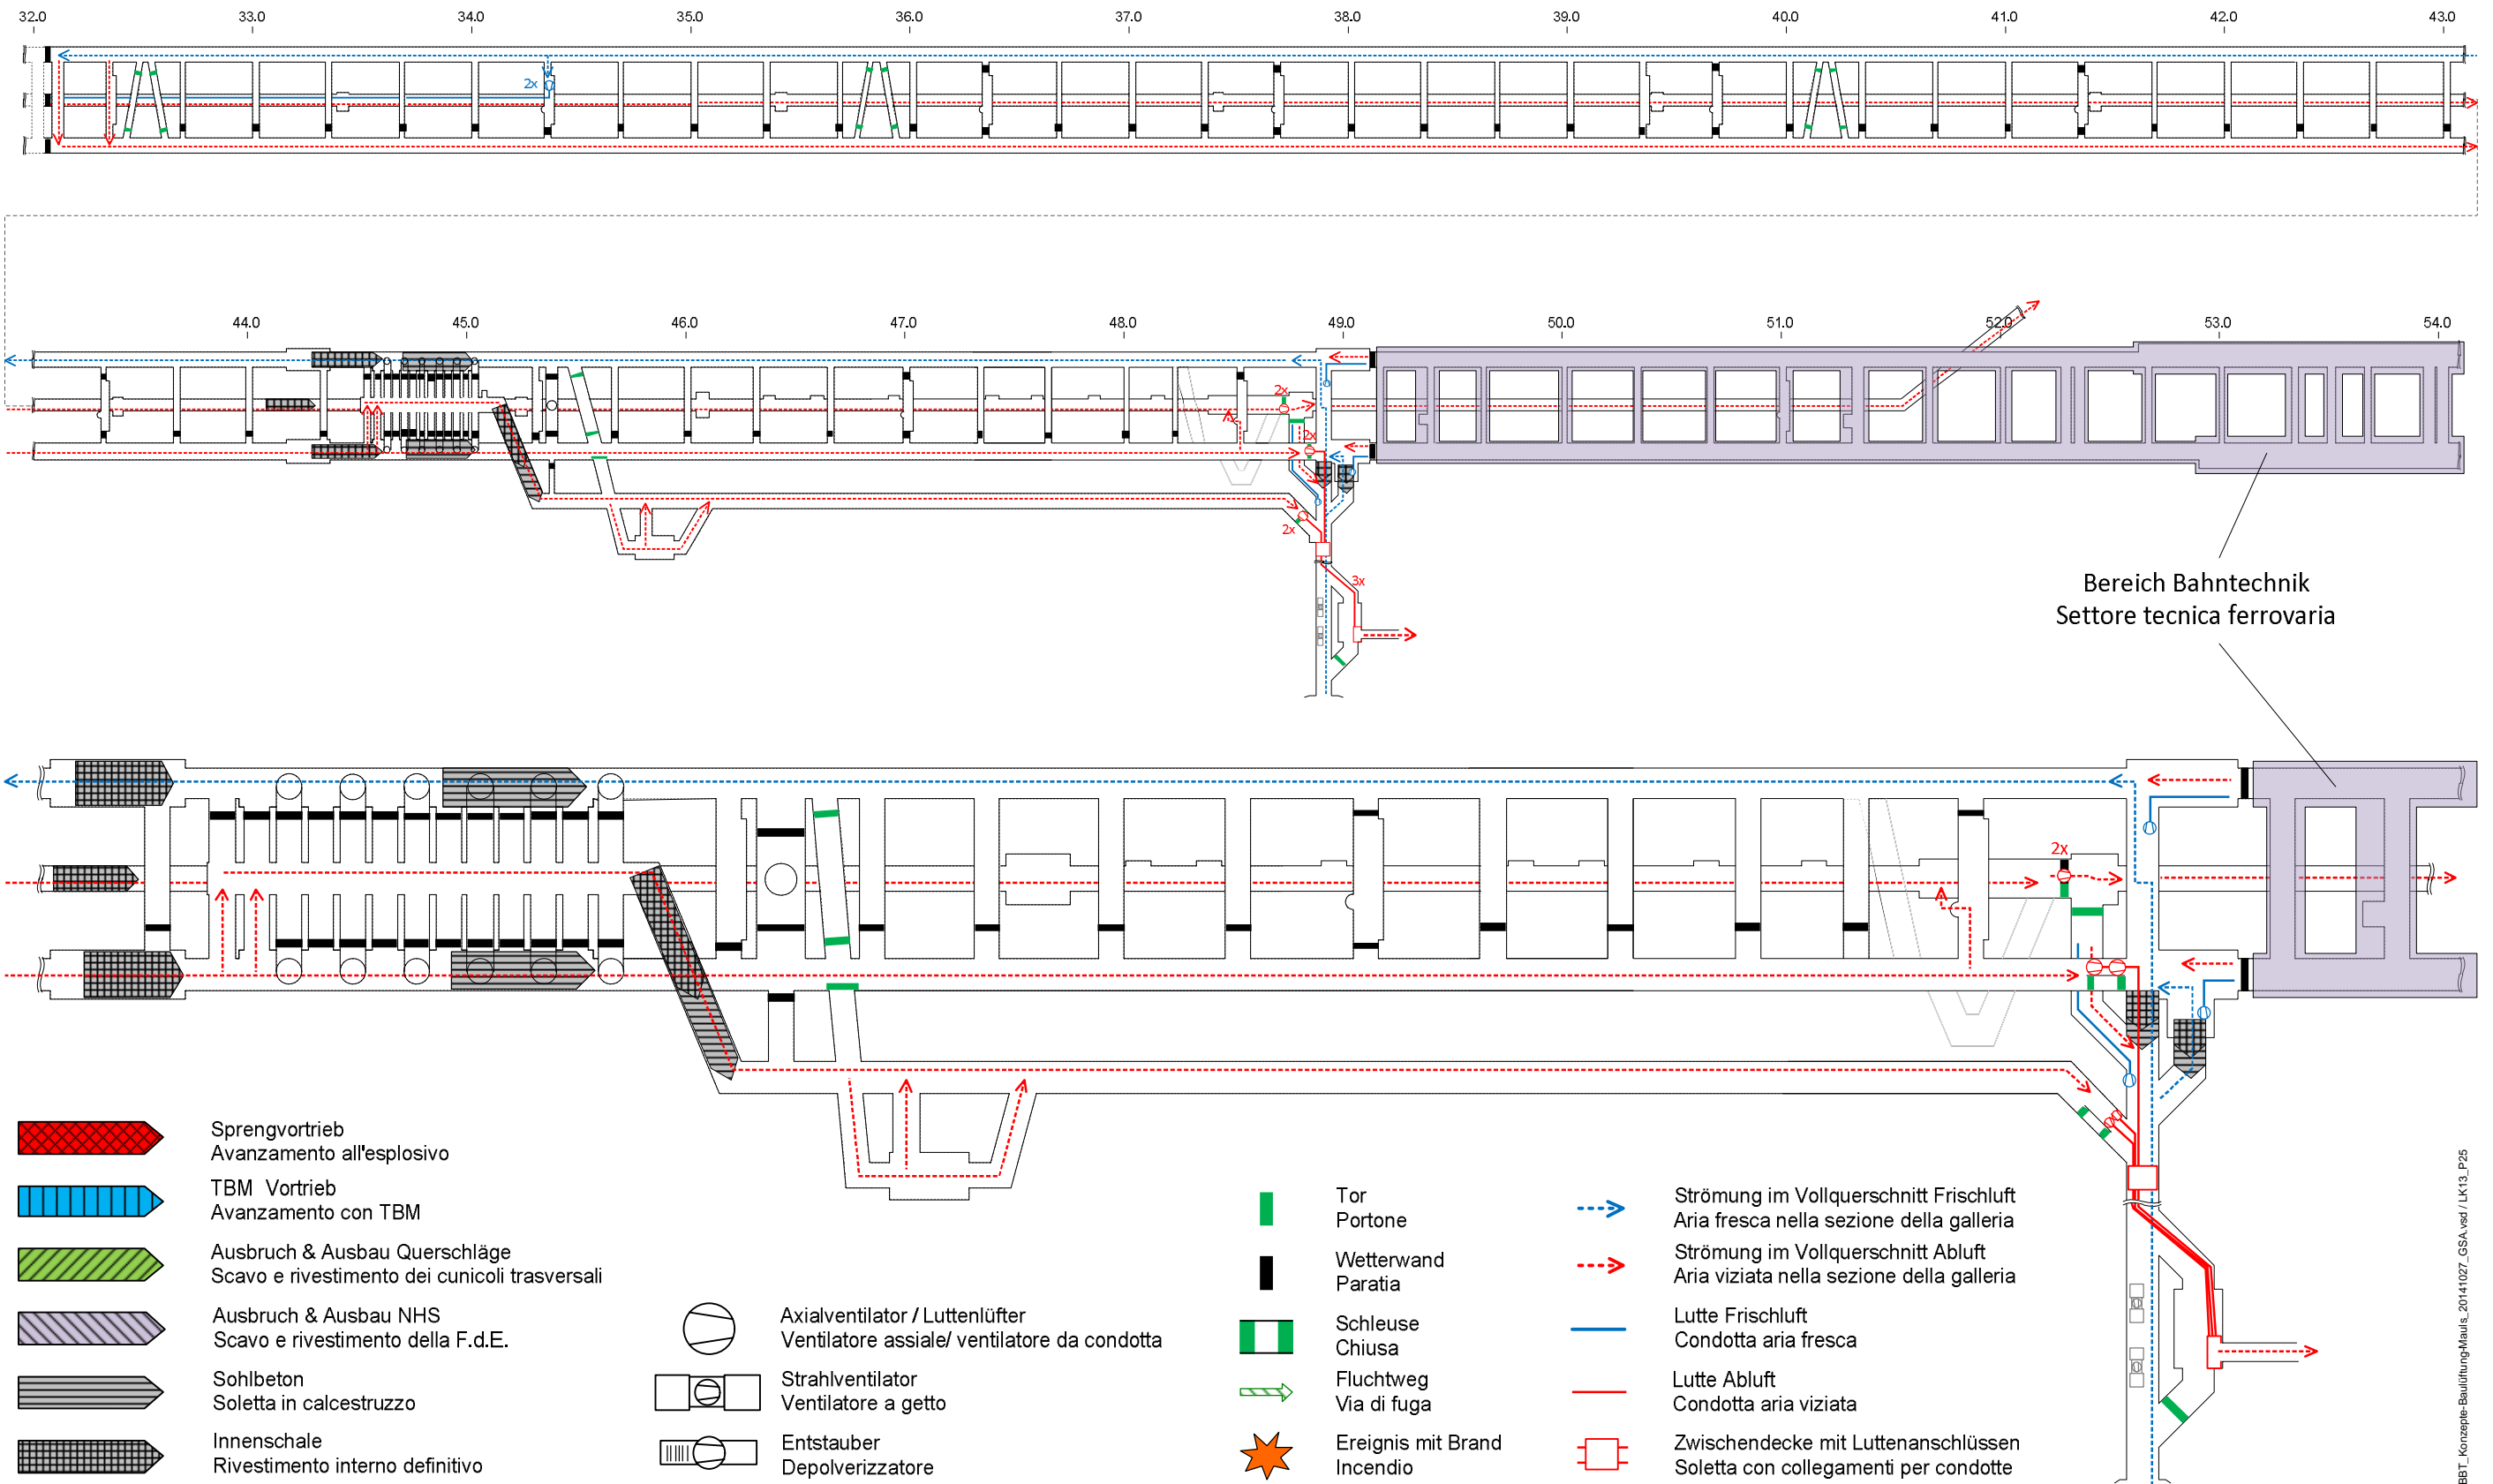 32.0 33.0 34.0 35.0 36.0 37.0 38.0 39.0 40.0 41.0 42.0 43.0
2x
44.0 45.0 46.0 47.0 48.0 49.0 50.0 51.0 52.0 53.0 54.0
2x
2x
2x
3x
Bereich Bahntechnik
Settore tecnica ferrovaria
2x
Sprengvortrieb
Avanzamento all'esplosivo
TBM Vortrieb
Avanzamento con TBM
Ausbruch & Ausbau Querschläge
Scavo e rivestimento dei cunicoli trasversali
Ausbruch & Ausbau NHS
Scavo e rivestimento della F.d.E.
Sohlbeton
Soletta in calcestruzzo
Innenschale
Rivestimento interno definitivo
Axialventilator / Luttenlüfter
Ventilatore assiale/ ventilatore da condotta
Strahlventilator
Ventilatore a getto
Entstauber
Depolverizzatore
Tor
Portone
Wetterwand
Paratia
Schleuse
Chiusa
Fluchtweg
Via di fuga
Ereignis mit Brand
Incendio
Strömung im Vollquerschnitt Frischluft
Aria fresca nella sezione della galleria
Strömung im Vollquerschnitt Abluft
Aria viziata nella sezione della galleria
Lutte Frischluft
Condotta aria fresca
Lutte Abluft
Condotta aria viziata
Zwischendecke mit Luttenanschlüssen
Soletta con collegamenti per condotte
BBT_Konzepte-Baulüftung-Mauls_20141027_GSA.vsd / LK13_P25